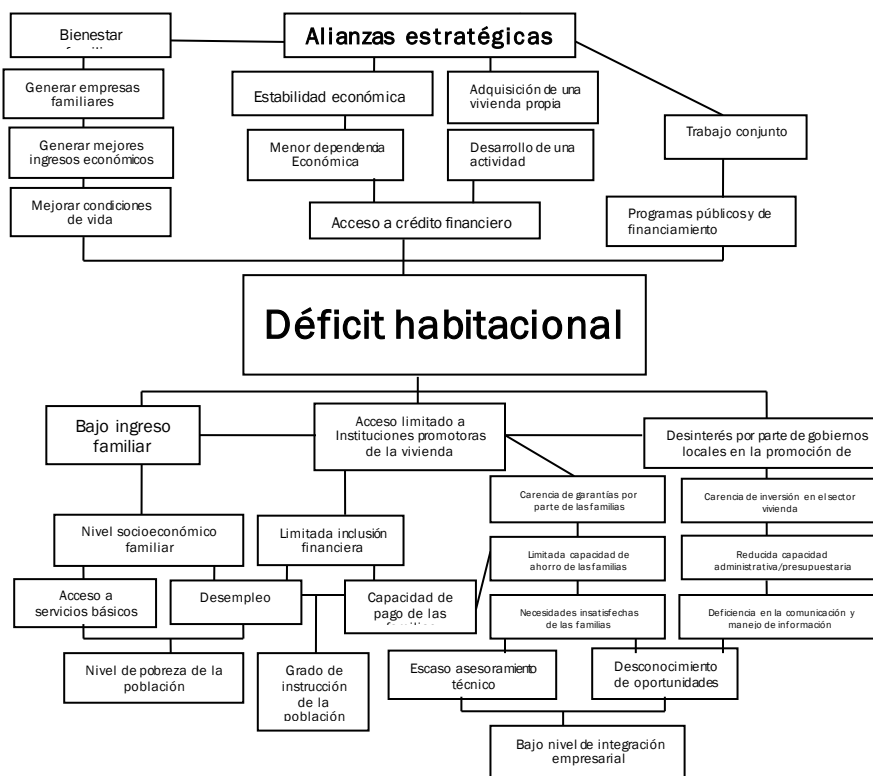 Bienestar
Alianzas estratégicas
Generar empresas
familiares
Estabilidad económica
Adquisición de una
vivienda propia
Trabajo conjunto
Generar mejores
ingresos económicos
Menor dependencia
Económica
Desarrollo de una
actividad
Mejorar condiciones
de vida
Acceso a crédito financiero
Programas públicos y de
financiamiento
Déficit habitacional
Bajo ingreso
familiar
Acceso limitado a
Instituciones promotoras
de la vivienda
Desinterés por parte de gobiernos
locales en la promoción de
Carencia de garantías por
parte de las familias
Carencia de inversión en el sector
vivienda
Nivel socioeconómico
familiar
Limitada inclusión
financiera
Limitada capacidad de
ahorro de las familias
Reducida capacidad
administrativa/presupuestaria
Acceso a
servicios básicos
Desempleo
Capacidad de
pago de las
Necesidades insatisfechas
de las familias
Deficiencia en la comunicación y
manejo de información
Nivel de pobreza de la
población
Grado de
instrucción
de la
población
Escaso asesoramiento
técnico
Desconocimiento
de oportunidades
Bajo nivel de integración
empresarial